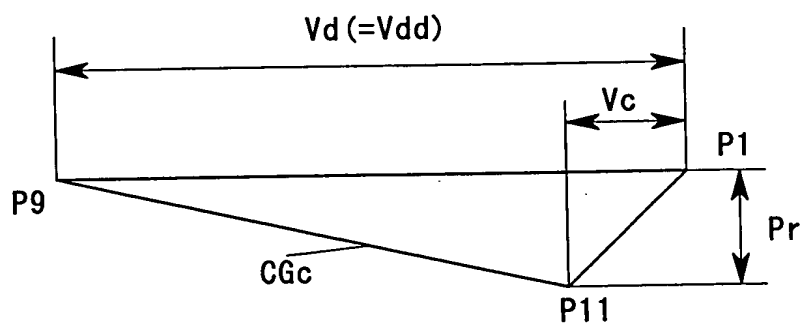 Vd(=Vdd)
Vc
P1
P9
Pr
CGc
P11